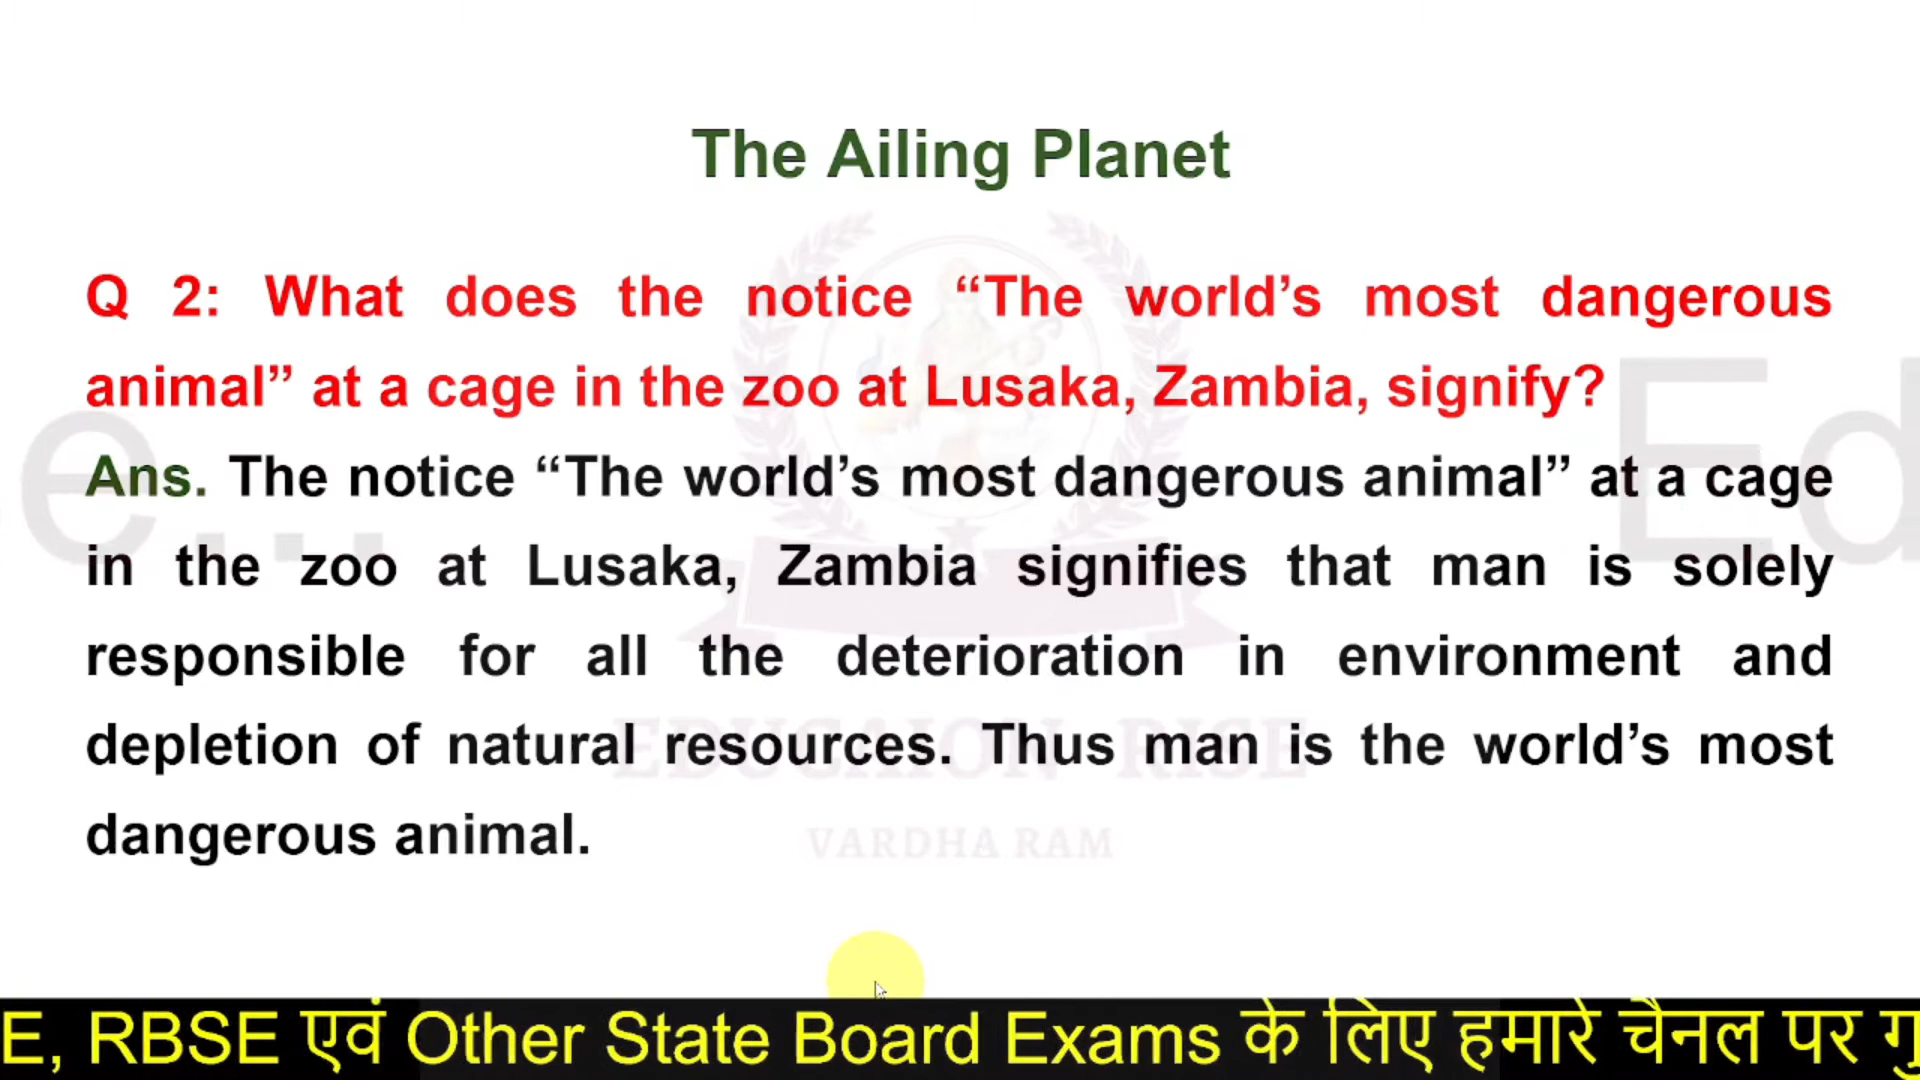 The Ailing Planet
Q 2: What does the notice “The world’s most dangerous
animal” at a cage in the zoo at Lusaka, Zambia, signify?
Ans. The notice “The world’s most dangerous animal” at a cage
in the zoo at Lusaka, Zambia signifies that man is solely
responsible for all the deterioration in environment and
depletion of natural resources. Thus man is the world’s most
dangerous animal.
EDUCAION RISE
VARDHA RAM
E, RBSE एवं Other State Board Exams के लिए हमारे चैनल पर